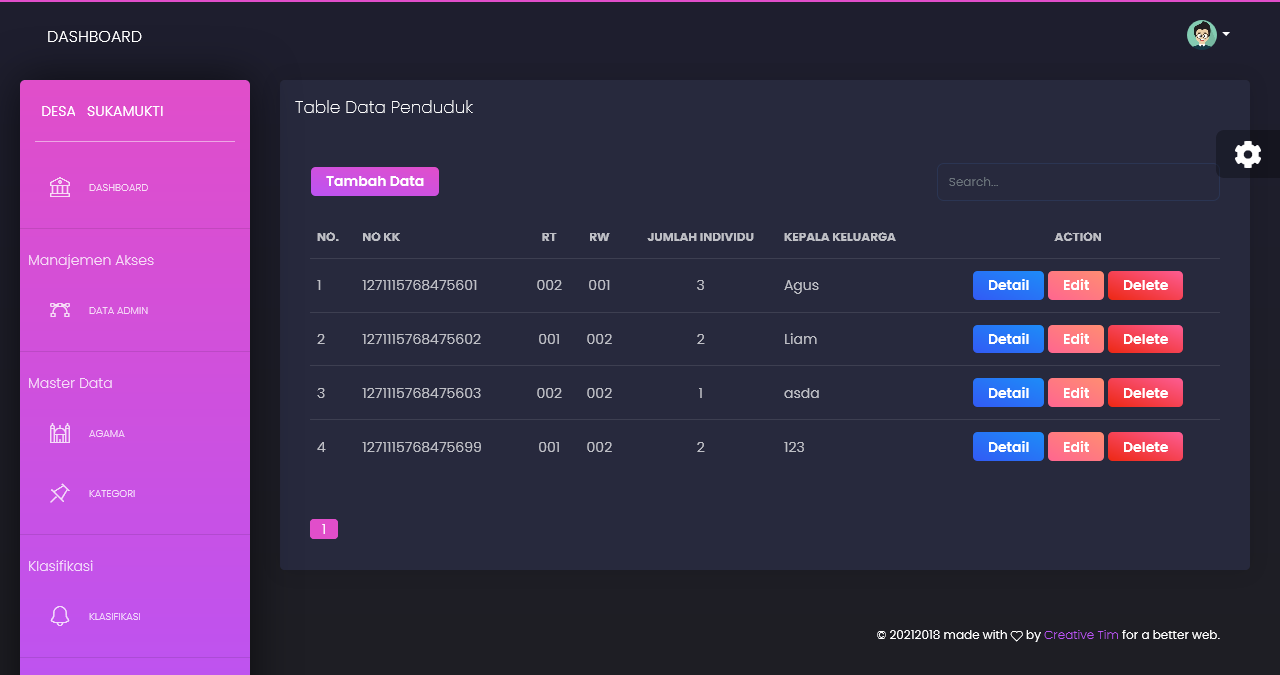 DASHBOARD
DESA SUKAMUKTI
DASHBOARD
Manajemen Akses
DATA ADMIN
Master Data
AGAMA
KATEGORI
Klasifikasi
KLASIFIKASI
Table Data Penduduk
Tambah Data
Search...
NO. NO KK RT RW JUMLAH INDIVIDU KEPALA KELUARGA ACTION
1 1271115768475601 002 001 3 Agus Detail Edit Delete
2 1271115768475602 001 002 2 Liam Detail Edit Delete
3 1271115768475603 002 002 1 asda Detail Edit Delete
4 1271115768475699 001 002 2 123 Detail Edit Delete
1
© 20212018 made with by Creative Tim for a better web.